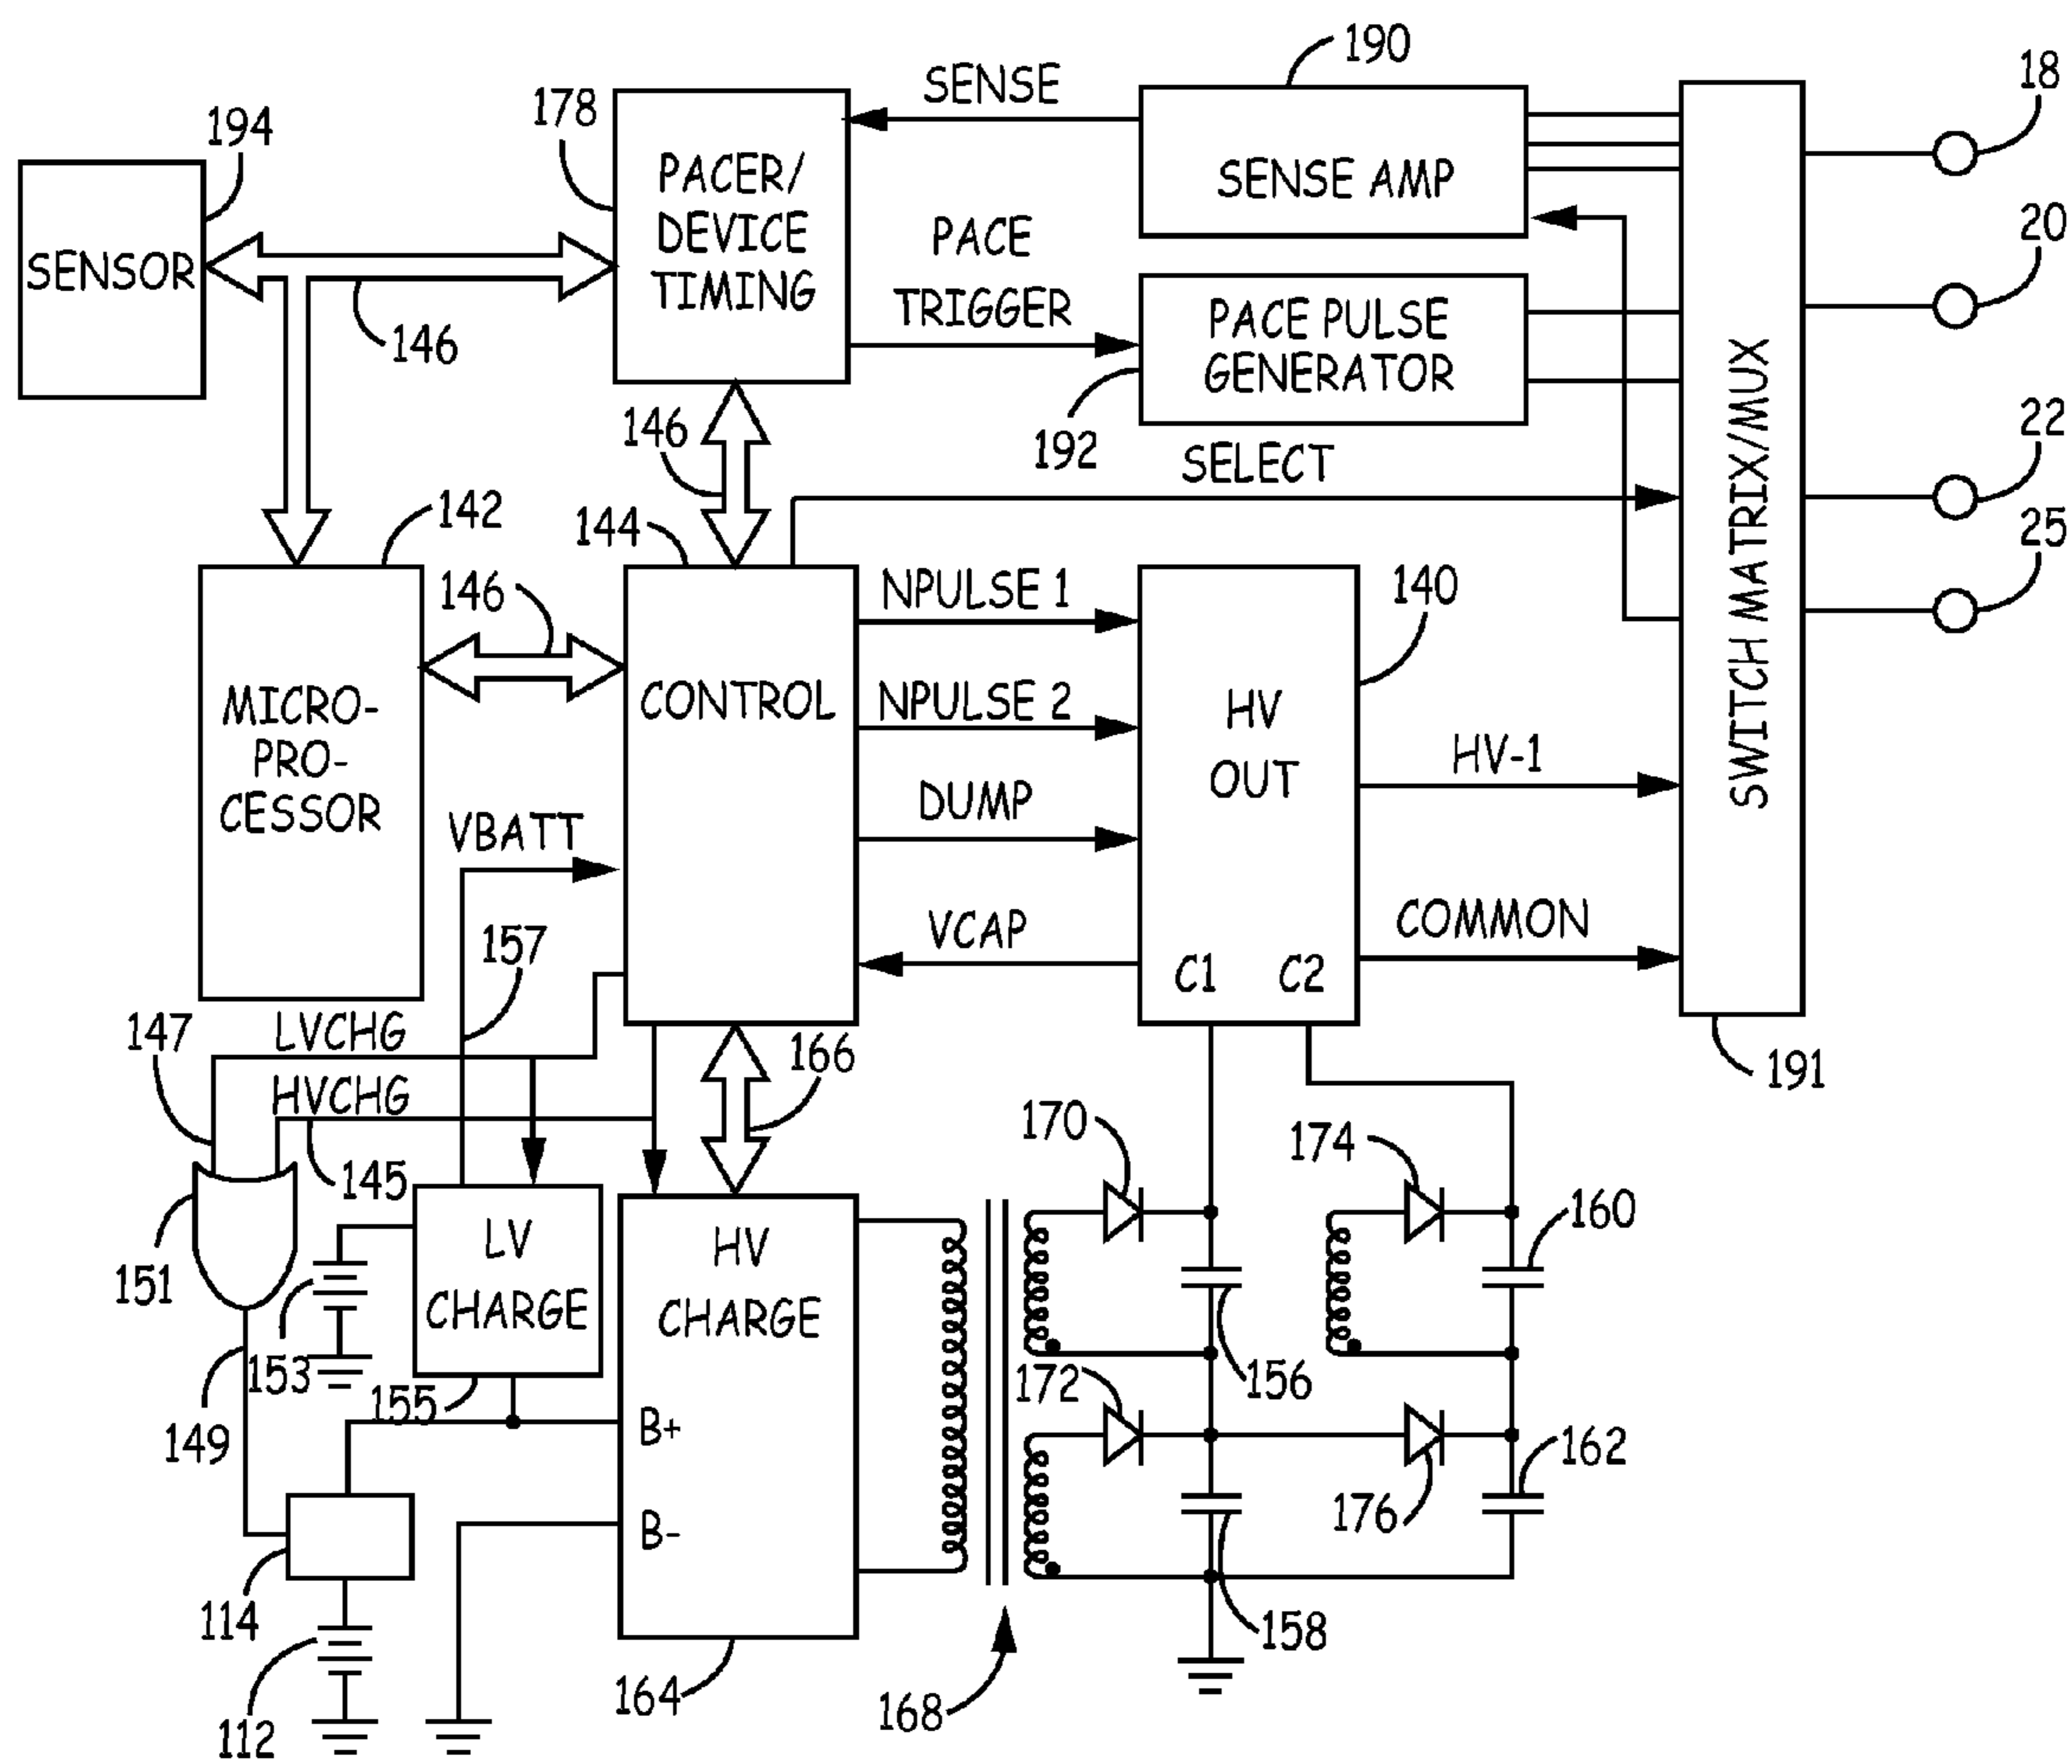 190
18
SENSE
178
194
PACER/
DEVICE
TIMING
SENSE AMP
PACE
TRIGGER
20
SENSOR
146
PACE PULSE
GENERATOR
146
192
SELECT
22
SWITCH MATRIX/MUX
142
144
25
146
NPULSE 1
140
MICRO-
PRO-
CESSOR
CONTROL
NPULSE 2
HV
OUT
HV-1
DUMP
VBATT
157
VCAP
COMMON
C1
C2
147
LVCHG
166
191
HVCHG
145
170
174
160
LV
CHARGE
HV
CHARGE
151
153
155
156
172
149
B+
162
176
B-
114
158
112
164
168